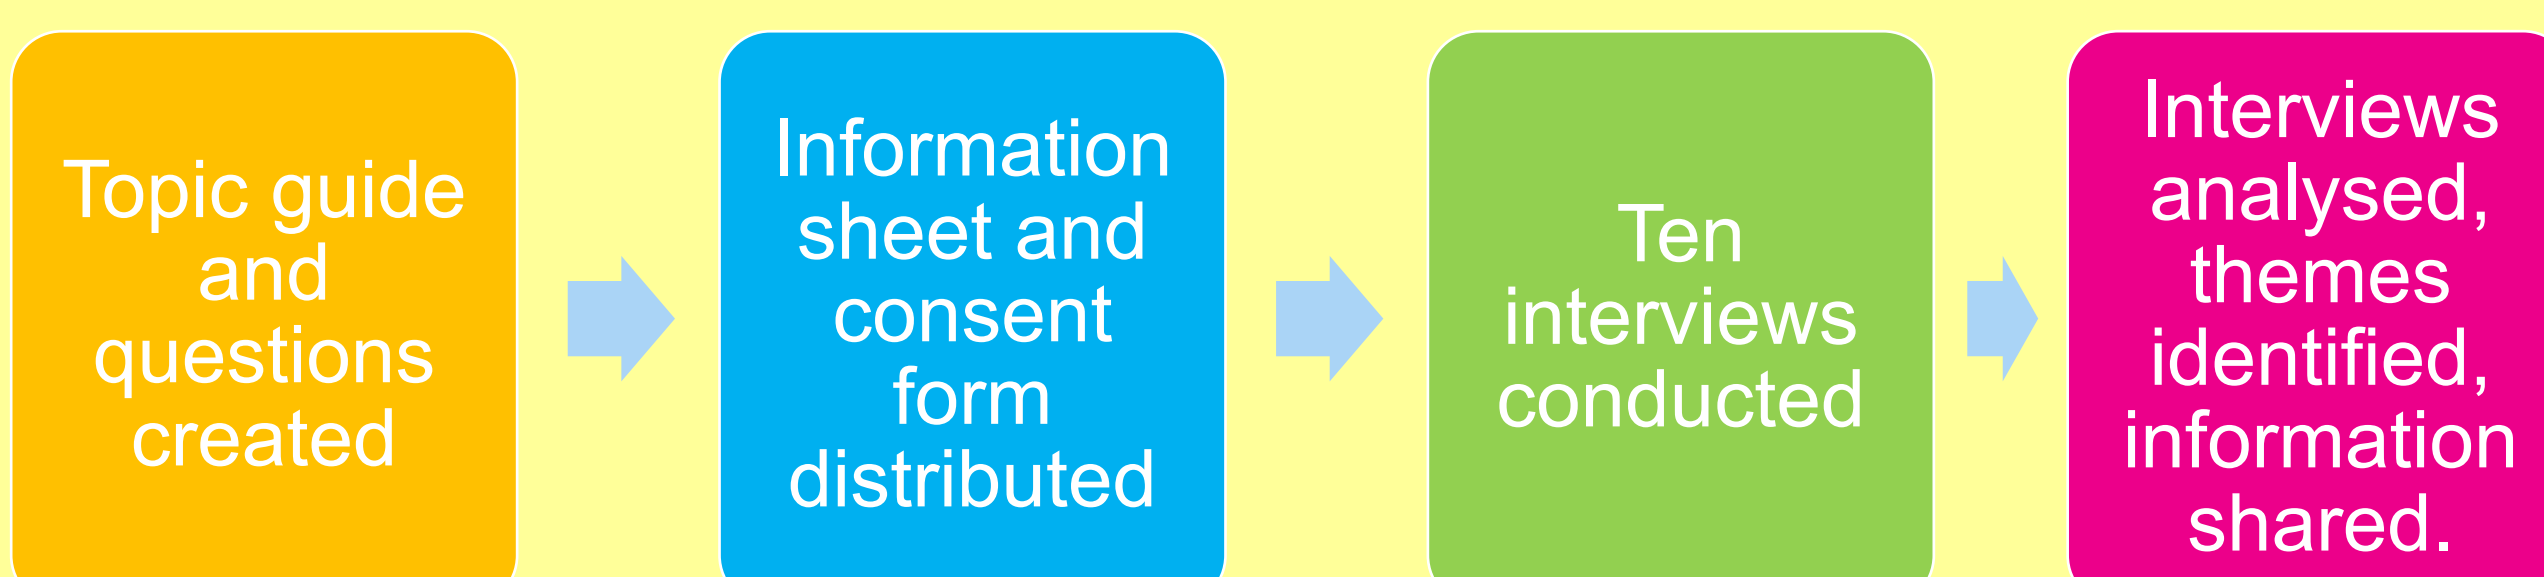 Topic guide
and
questions
created
Information
sheet and
consent
form
distributed
Ten
interviews
conducted
Interviews
analysed,
themes
identified,
information
shared.